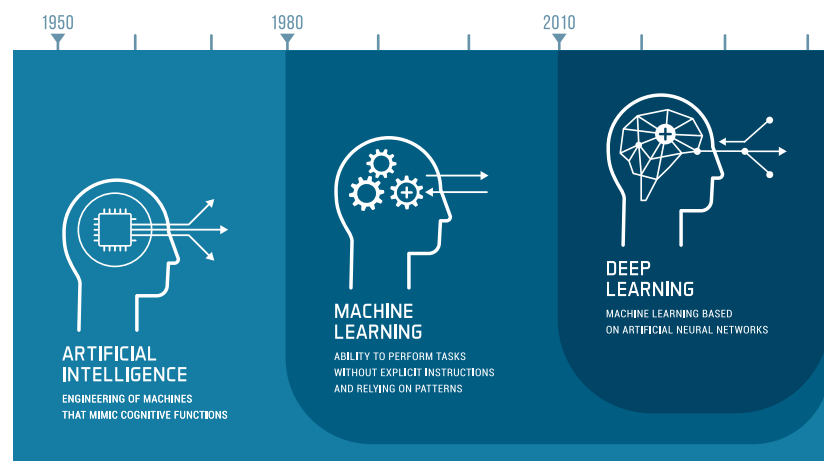 1950
1980
2010
ARTIFICIAL
INTELLIGENCE
ENGINEERING OF MACHINES
THAT MIMIC COGNITIVE FUNCTIONS
MACHINE
LEARNING
ABILITY TO PERFORM TASKS
WITHOUT EXPLICIT INSTRUCTIONS
AND RELYING ON PATTERNS
DEEP
LEARNING
MACHINE LEARNING BASED
ON ARTIFICIAL NEURAL NETWORKS